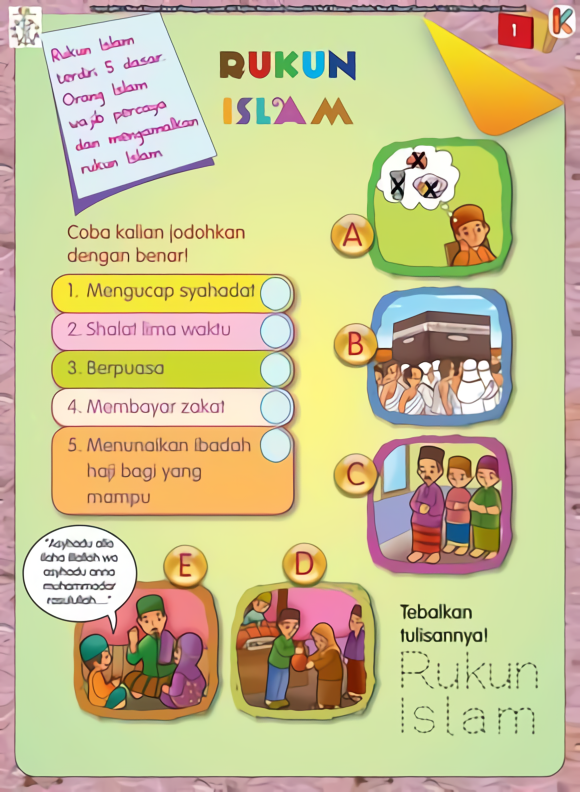 Rukun Islam
terdiri 5 dasar.
Orang Islam
wajib percaya
dan mengamalkan
rukun Islam
1
RUKUN
ISLAM
Coba kalian jodohkan
dengan benar!
1. Mengucap syahadat
2. Shalat lima waktu
3. Berpuasa
4. Membayar zakat
5. Menunaikan ibadah
haji bagi yang
mampu
A
B
C
"Asyhadu alla
ilaha illallah wa
asyhadu anna
muhammadar
rasulullah...."
E
D
Tebalkan
tulisannya!
Rukun
Islam